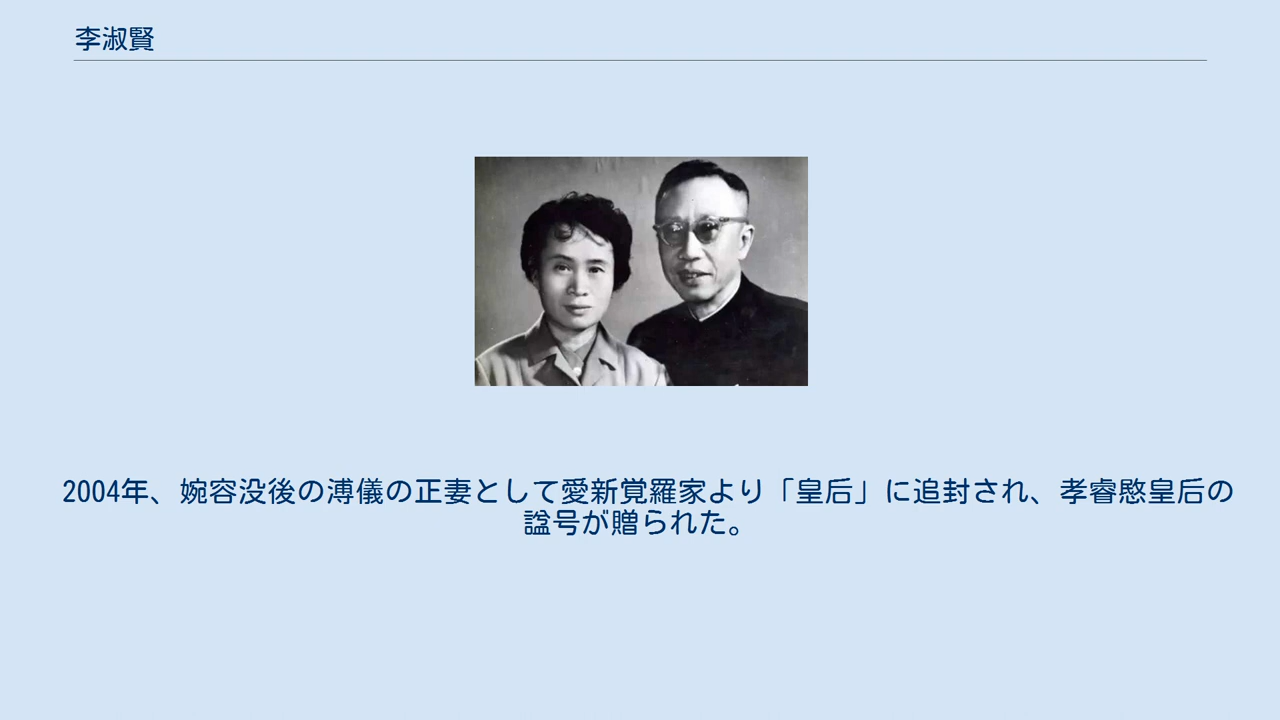 李淑賢
2004年、婉容没後の溥儀の正妻として愛新覚羅家より「皇后」に追封され、孝睿愍皇后の
諡号が贈られた。